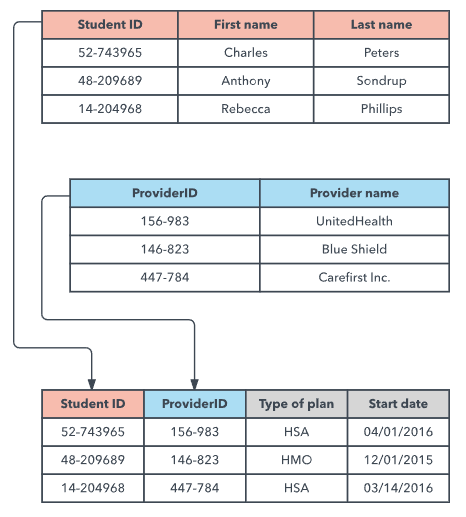 Student ID First name Last name
52-743965 Charles Peters
48-209689 Anthony Sondrup
14-204968 Rebecca Phillips
ProviderID Provider name
156-983 UnitedHealth
146-823 Blue Shield
447-784 Carefirst Inc.
Student ID ProviderID Type of plan Start date
52-743965 156-983 HSA 04/01/2016
48-209689 146-823 HMO 12/01/2015
14-204968 447-784 HSA 03/14/2016